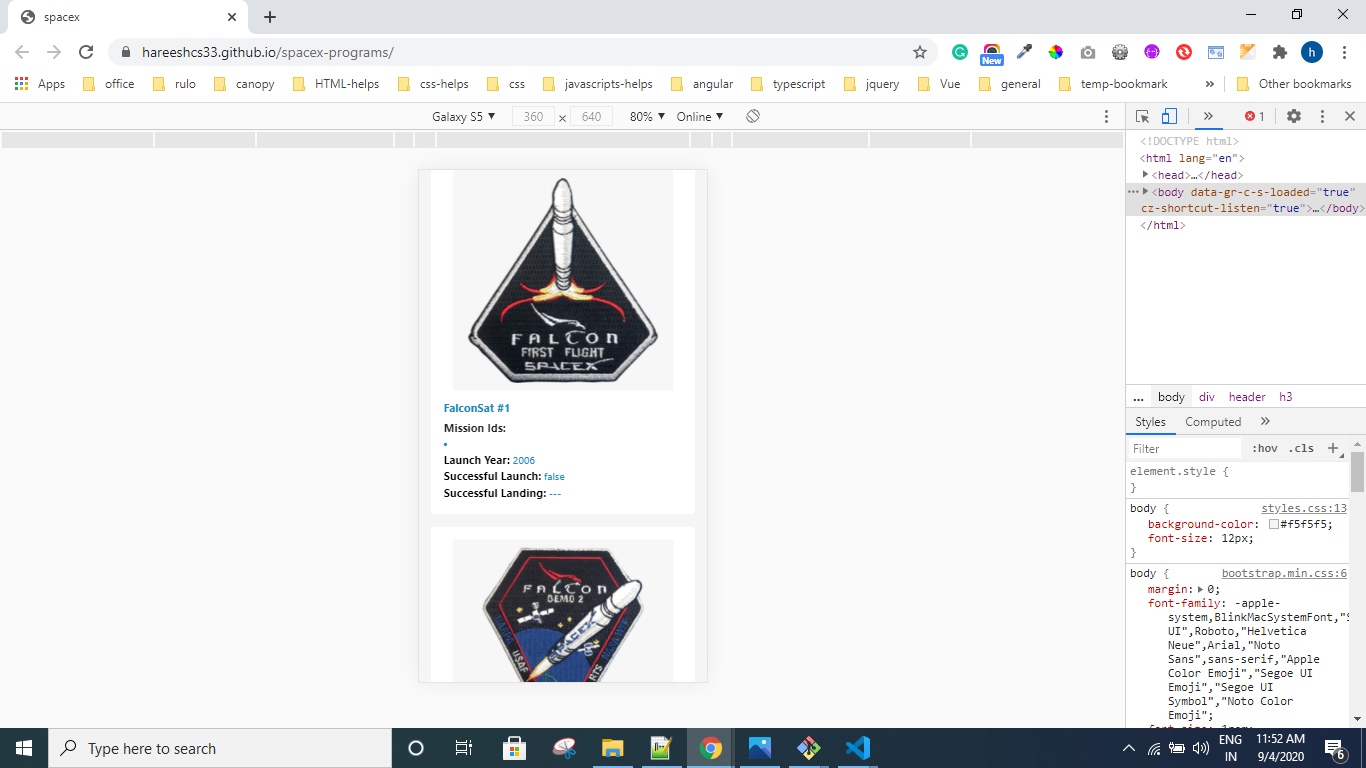 spacex
hareeshcs33.github.io/spacex-programs/
New
h
Apps
office
rulo
canopy
HTML-helps
css-helps
css
javascripts-helps
angular
typescript
jquery
Vue
general
temp-bookmark
»
Other bookmarks
Galaxy S5 ▼
360 × 640
80% ▼
Online ▼
» 1
<!DOCTYPE html>
<html lang="en">
<head>…</head>
<body data-gr-c-s-loaded="true"
cz-shortcut-listen="true">…</body>
</html>
FALCON
FIRST FLIGHT
SPACEX
FalconSat #1
Mission Ids:
•
Launch Year: 2006
Successful Launch: false
Successful Landing: ---
FALCON
DEMO 2
SPACEX
USAF
... body div header h3
Styles Computed »
Filter :hov .cls +
element.style {
}
body { styles.css:13
background-color: #f5f5f5;
font-size: 12px;
}
body { bootstrap.min.css:6
margin: 0;
font-family: -apple-
system,BlinkMacSystemFont,"S
UI",Roboto,"Helvetica
Neue",Arial,"Noto
Sans",sans-serif,"Apple
Color Emoji","Segoe UI
Emoji","Segoe UI
Symbol","Noto Color
Emoji";
Type here to search
ENG
IN
11:52 AM
9/4/2020
6